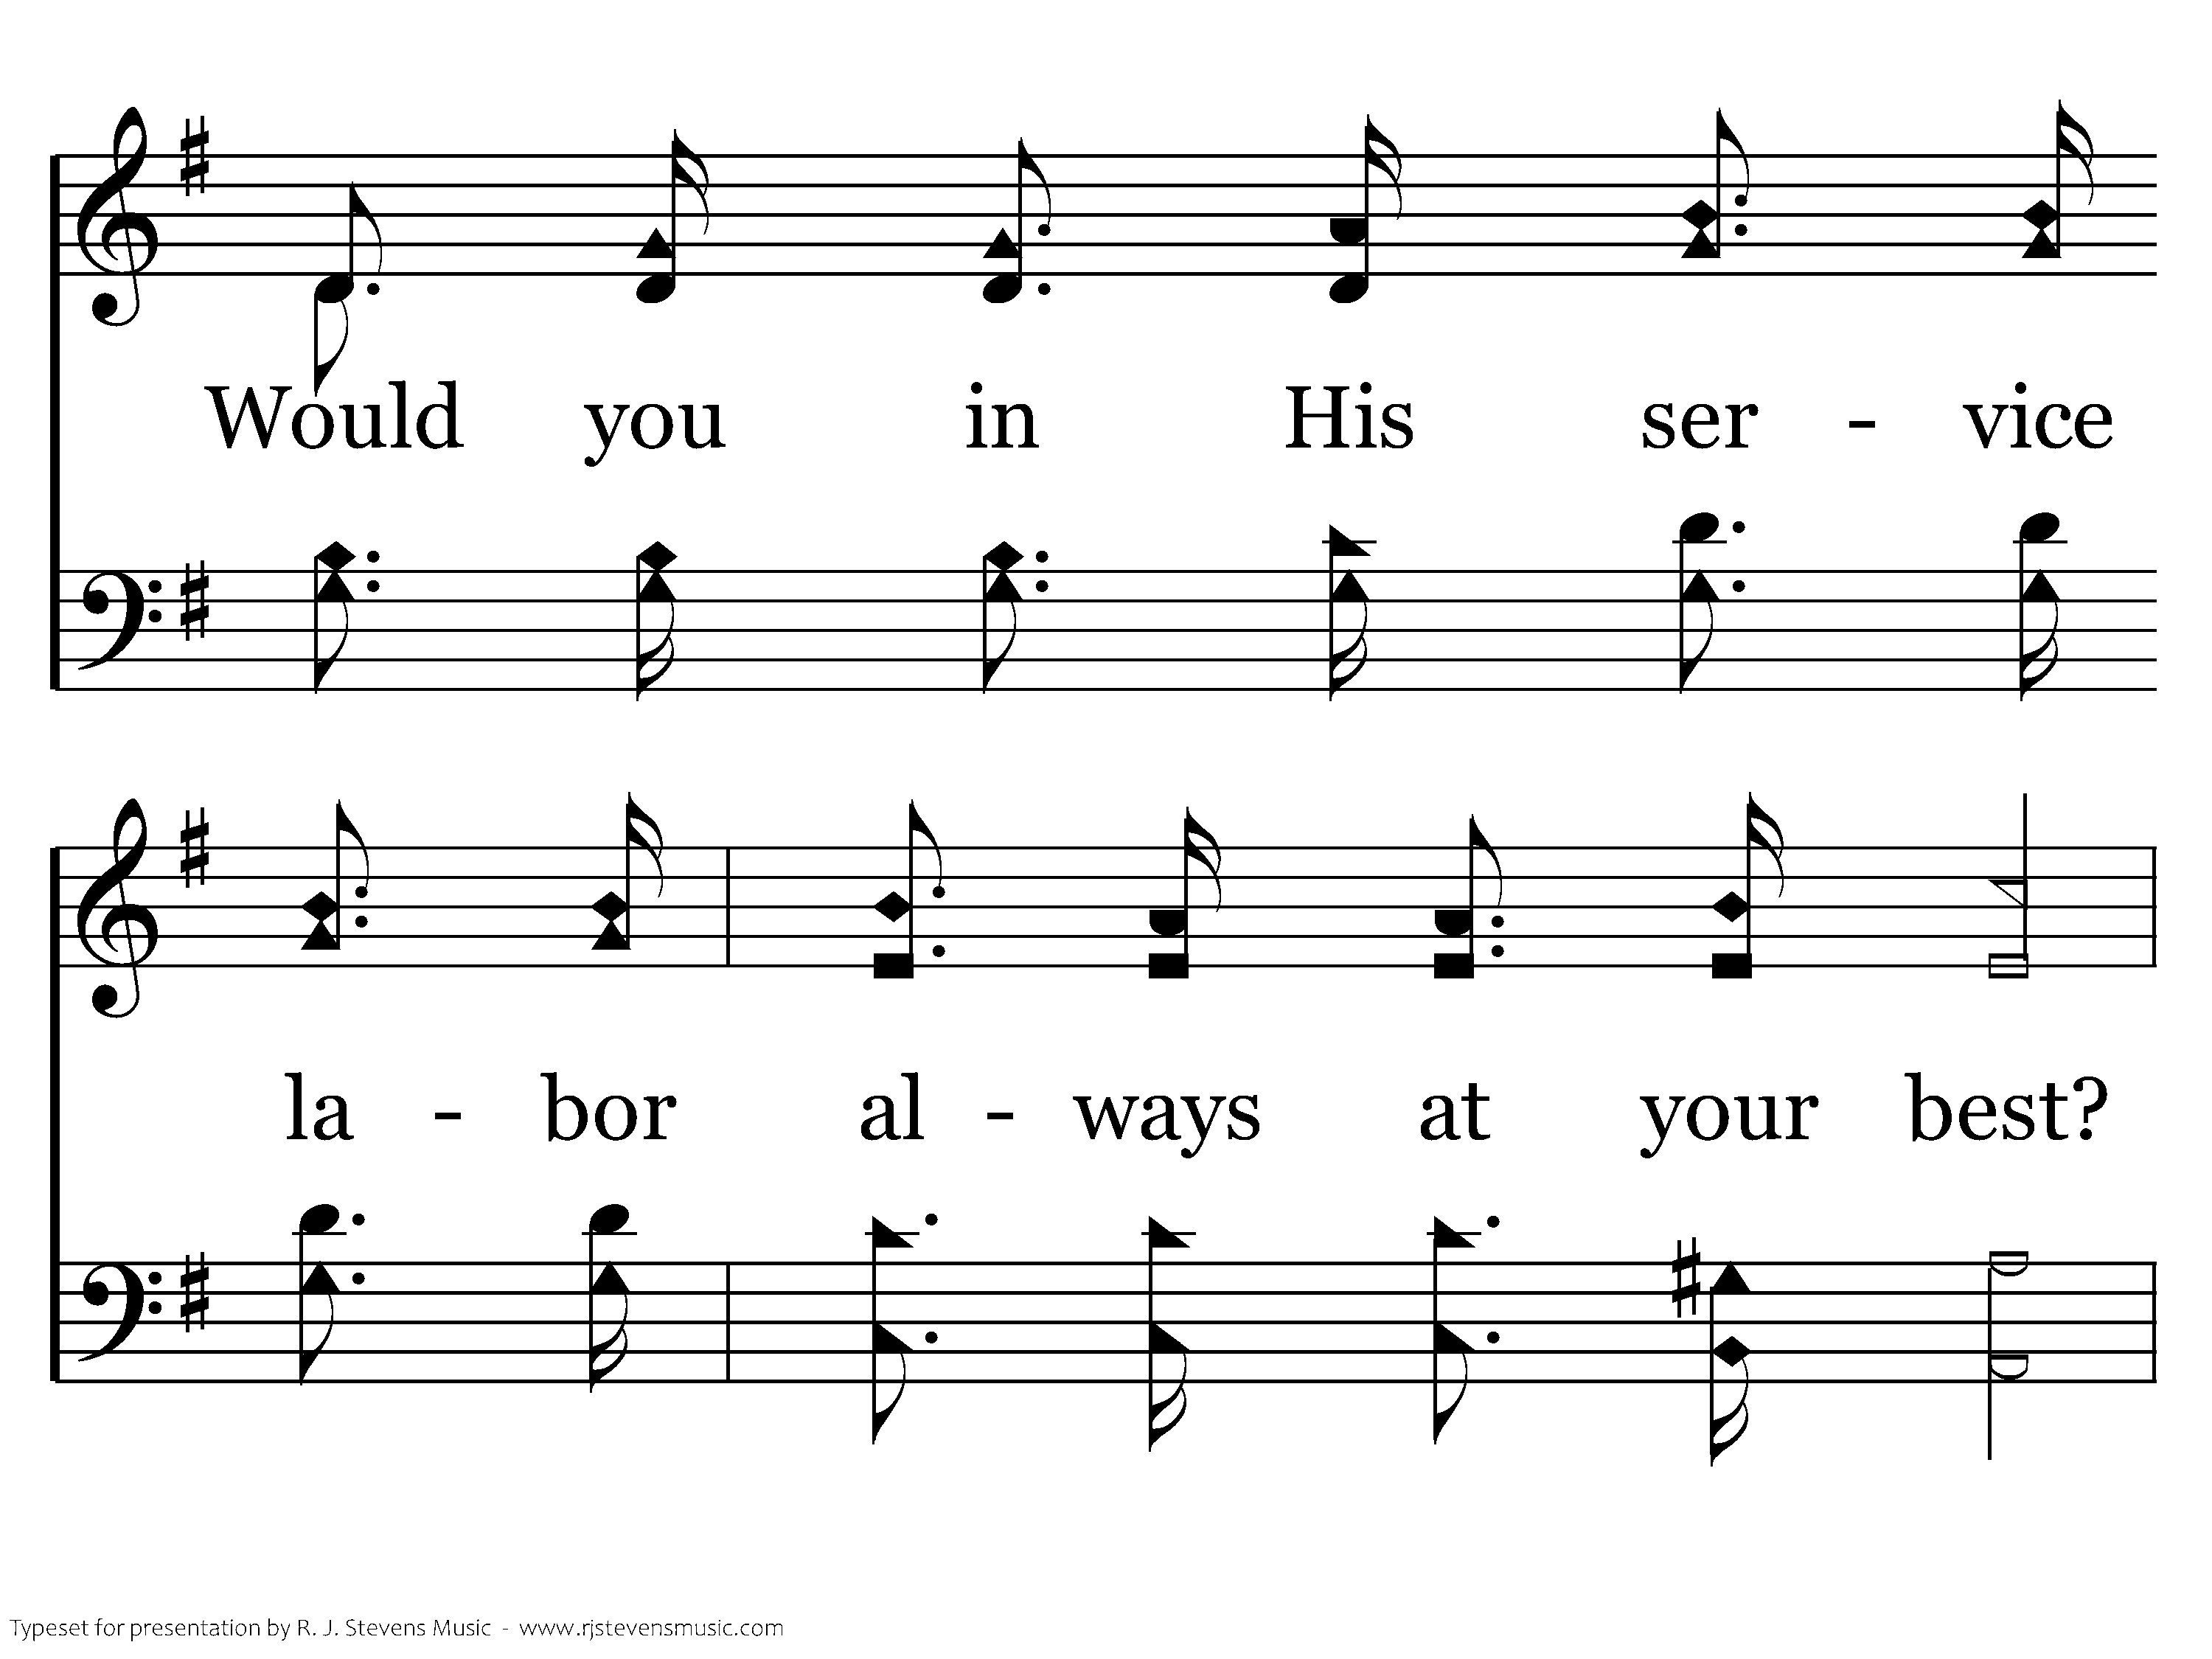 Would you in His ser - vice
la - bor al - ways at your best?
Typeset for presentation by R. J. Stevens Music - www.rjstevensmusic.com